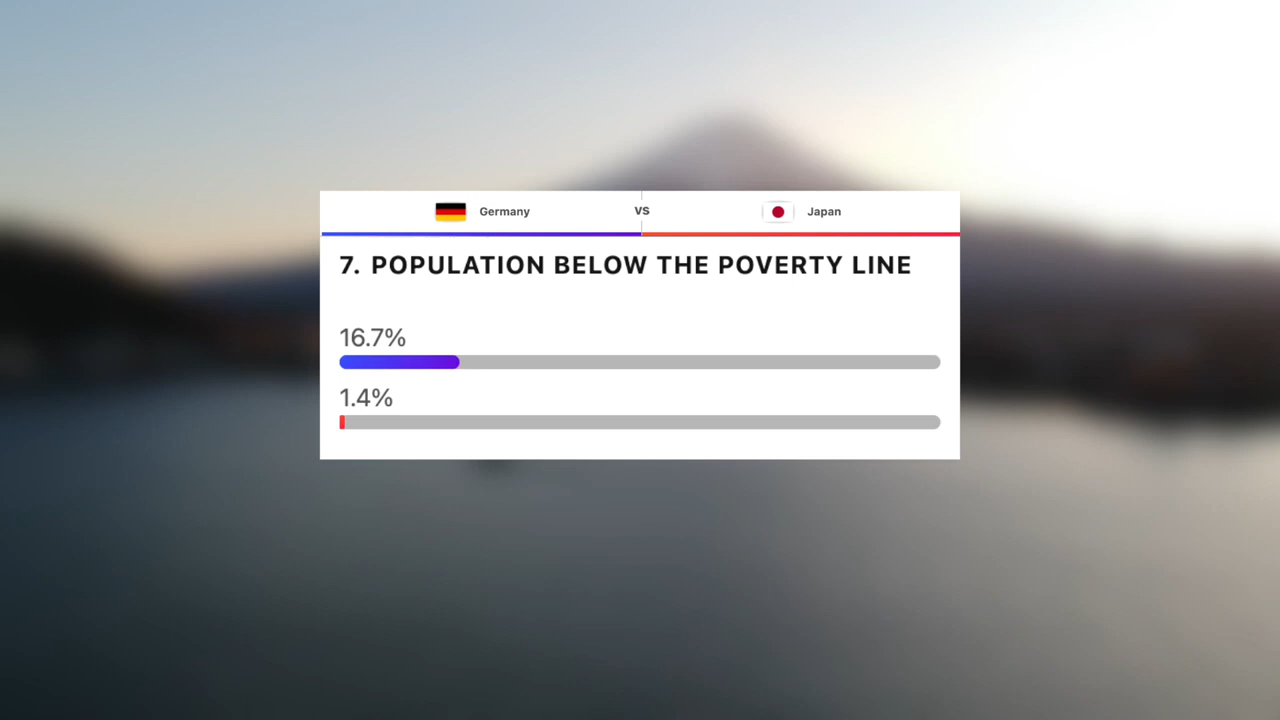 Germany VS Japan
7. POPULATION BELOW THE POVERTY LINE
16.7%
1.4%